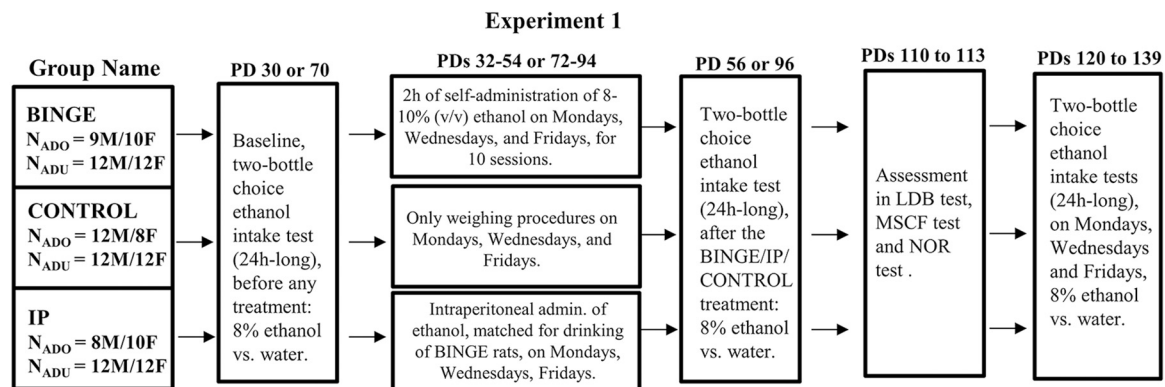 Experiment 1
Group Name
BINGE
N_ADO = 9M/10F
N_ADU = 12M/12F
CONTROL
N_ADO = 12M/8F
N_ADU = 12M/12F
IP
N_ADO = 8M/10F
N_ADU = 12M/12F
PD 30 or 70
Baseline,
two-bottle
choice
ethanol
intake test
(24h-long),
before any
treatment:
8% ethanol
vs. water.
PDs 32-54 or 72-94
2h of self-administration of 8-
10% (v/v) ethanol on Mondays,
Wednesdays, and Fridays, for
10 sessions.
Only weighing procedures on
Mondays, Wednesdays, and
Fridays.
Intraperitoneal admin. of
ethanol, matched for drinking
of BINGE rats, on Mondays,
Wednesdays, Fridays.
PD 56 or 96
Two-bottle
choice
ethanol
intake test
(24h-long),
after the
BINGE/IP/
CONTROL
treatment:
8% ethanol
vs. water.
PDs 110 to 113
Assessment
in LDB test,
MSCF test
and NOR
test .
PDs 120 to 139
Two-bottle
choice
ethanol
intake tests
(24h-long),
on Mondays,
Wednesdays
and Fridays,
8% ethanol
vs. water.